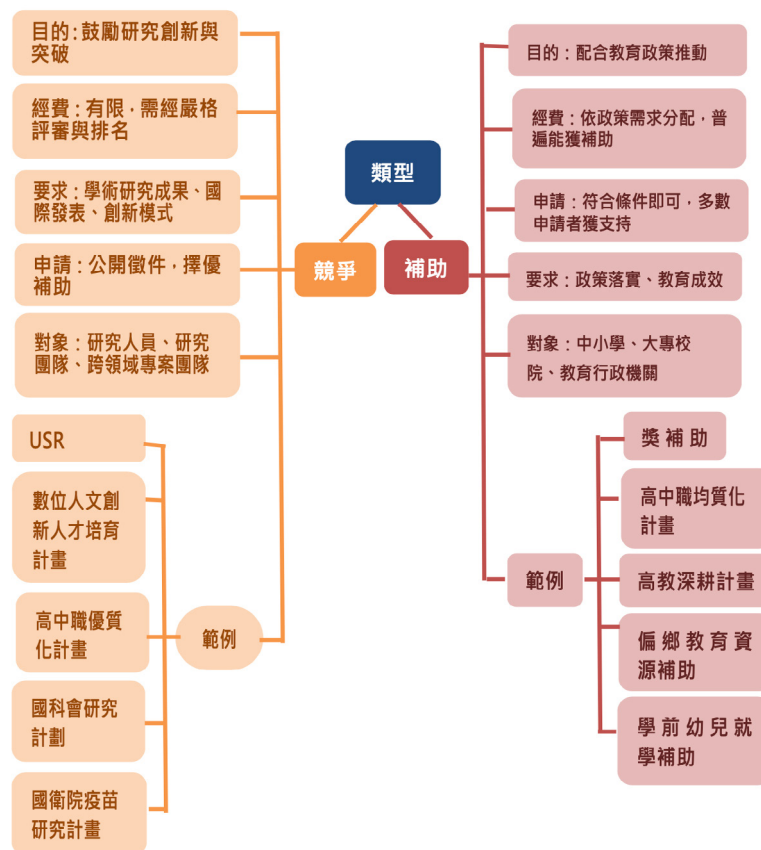 類型
競爭
目的：鼓勵研究創新與
突破
經費：有限，需經嚴格
評審與排名
要求：學術研究成果、國
際發表、創新模式
申請：公開徵件，擇優
補助
對象：研究人員、研究
團隊、跨領域專案團隊
範例
USR
數位人文創
新人才培育
計畫
高中職優質
化計畫
國科會研究
計劃
國衛院疫苗
研究計畫
補助
目的：配合教育政策推動
經費：依政策需求分配，普
遍能獲補助
申請：符合條件即可，多數
申請者獲支持
要求：政策落實、教育成效
對象：中小學、大專校
院、教育行政機關
範例
獎補助
高中職均質化
計畫
高教深耕計畫
偏鄉教育資
源補助
學前幼兒就
學補助